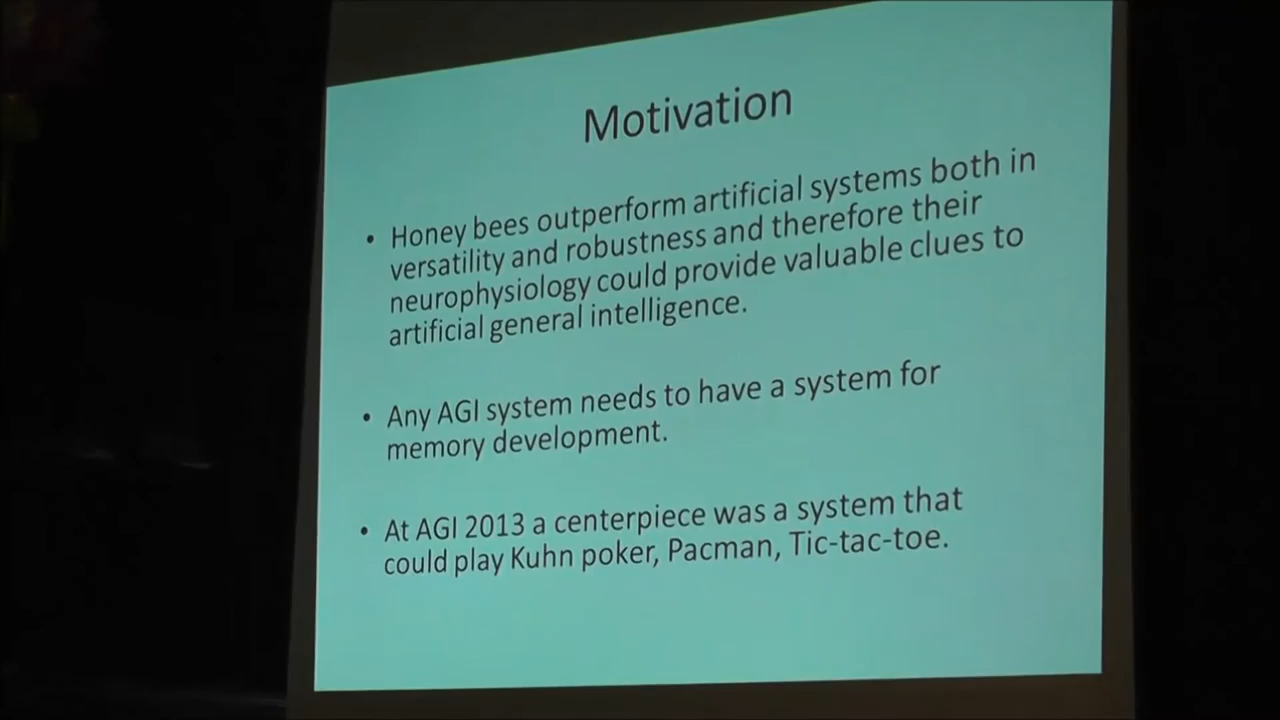 Motivation
• Honey bees outperform artificial systems both in
versatility and robustness and therefore their
neurophysiology could provide valuable clues to
artificial general intelligence.
• Any AGI system needs to have a system for
memory development.
• At AGI 2013 a centerpiece was a system that
could play Kuhn poker, Pacman, Tic-tac-toe.